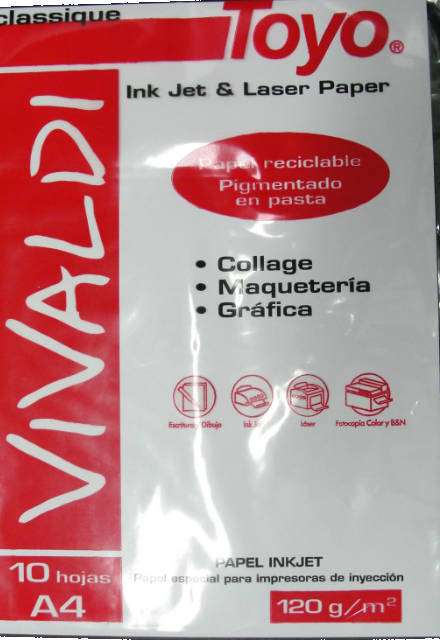 classique
Toyo®
Ink Jet & Laser Paper
VIVALDI
Papel reciclable
Pigmentado
en pasta
• Collage
• Maquetería
• Gráfica
Escritura/Dibujo
Ink Jet
láser
Fotocopia Color y B&N
10 hojas
A4
PAPEL INKJET
Papel especial para impresoras de inyección
120 g/m²